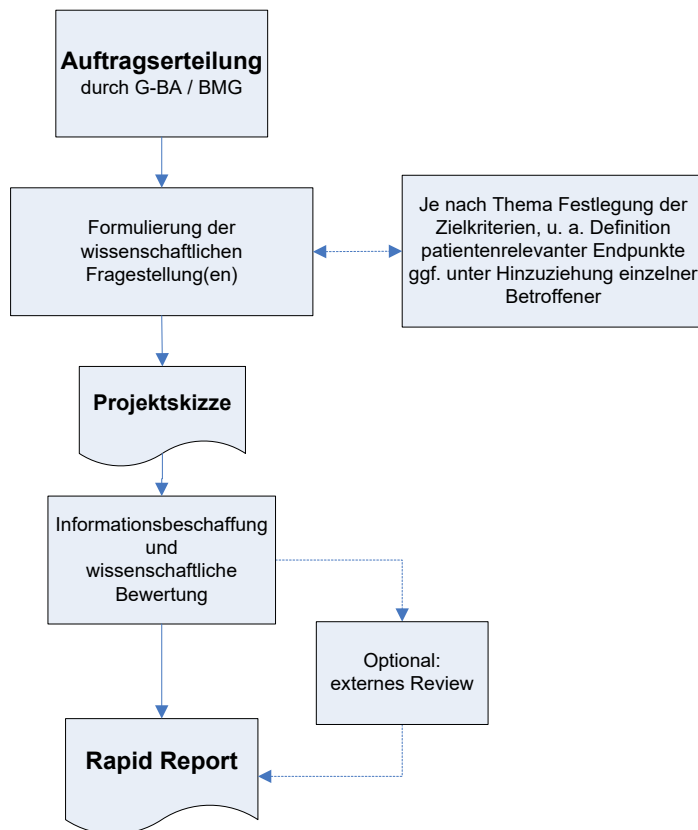 Auftragserteilung
durch G-BA / BMG
Formulierung der
wissenschaftlichen
Fragestellung(en)
Je nach Thema Festlegung der
Zielkriterien, u. a. Definition
patientenrelevanter Endpunkte
ggf. unter Hinzuziehung einzelner
Betroffener
Projektskizze
Informationsbeschaffung
und
wissenschaftliche
Bewertung
Optional:
externes Review
Rapid Report